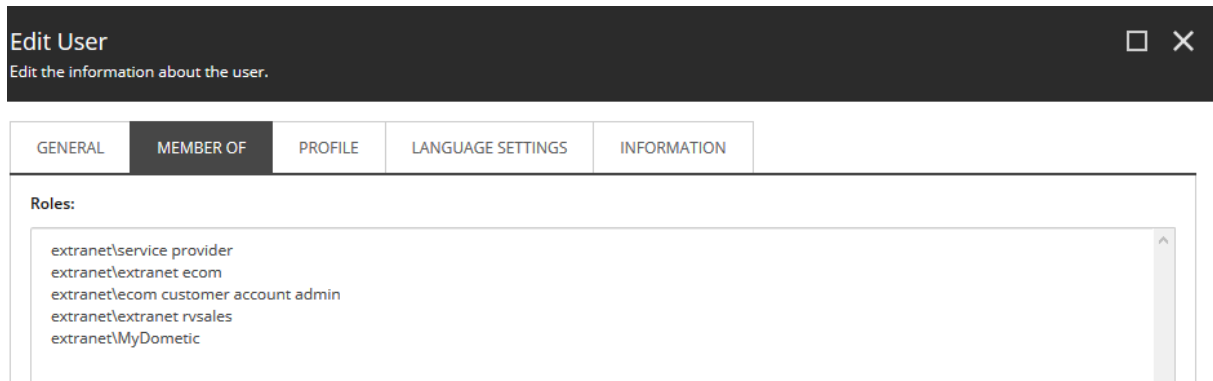 Edit User
Edit the information about the user.
GENERAL MEMBER OF PROFILE LANGUAGE SETTINGS INFORMATION
Roles:
extranet\service provider
extranet\extranet ecom
extranet\ecom customer account admin
extranet\extranet rvsales
extranet\MyDometic